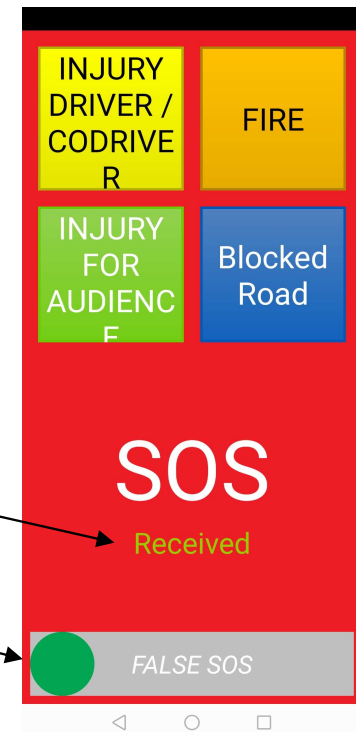 INJURY
DRIVER /
CODRIVE
R
FIRE
INJURY
FOR
AUDIENC
E
Blocked
Road
SOS
Received
FALSE SOS